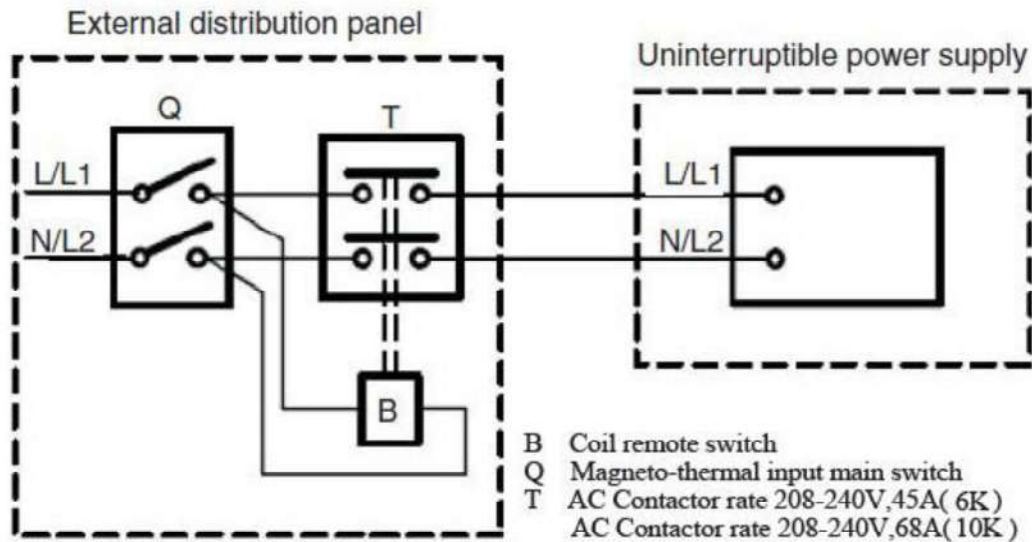 External distribution panel
Uninterruptible power supply
Q
T
L/L1
L/L1
N/L2
N/L2
B
B Coil remote switch
Q Magneto-thermal input main switch
T AC Contactor rate 208-240V,45A( 6K )
AC Contactor rate 208-240V,68A( 10K )